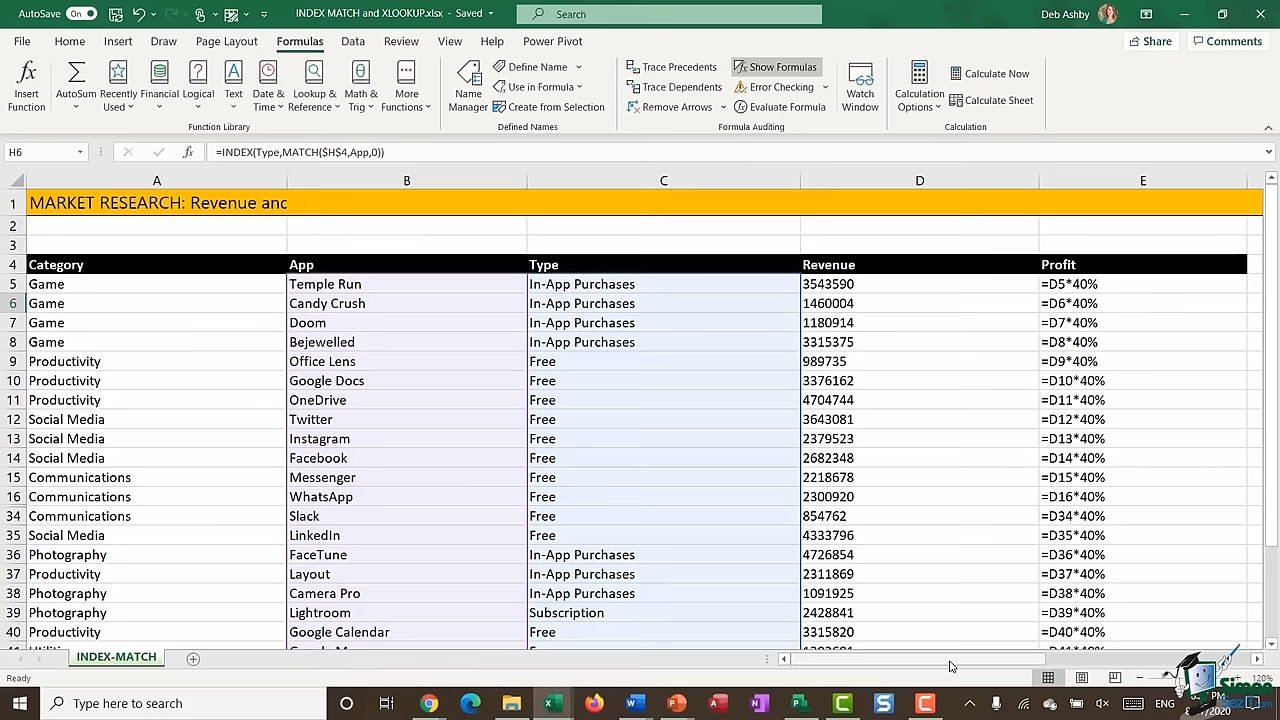 AutoSave On INDEX MATCH and XLOOKUP.xlsx - Saved Search Deb Ashby
File Home Insert Draw Page Layout Formulas Data Review View Help Power Pivot Share Comments
fx Insert Function
AutoSum
Recently Used
Financial
Logical
Text
Date & Time
Lookup & Reference
Math & Trig
More Functions
Function Library
Name Manager
Define Name
Use in Formula
Create from Selection
Defined Names
Trace Precedents
Trace Dependents
Remove Arrows
Show Formulas
Error Checking
Evaluate Formula
Formula Auditing
Watch Window
Calculation Options
Calculate Now
Calculate Sheet
Calculation
H6 fx =INDEX(Type,MATCH($H$4,App,0))
A B C D E
1 MARKET RESEARCH: Revenue anc
2
3
4 Category App Type Revenue Profit
5 Game Temple Run In-App Purchases 3543590 =D5*40%
6 Game Candy Crush In-App Purchases 1460004 =D6*40%
7 Game Doom In-App Purchases 1180914 =D7*40%
8 Game Bejewelled In-App Purchases 3315375 =D8*40%
9 Productivity Office Lens Free 989735 =D9*40%
10 Productivity Google Docs Free 3376162 =D10*40%
11 Productivity OneDrive Free 4704744 =D11*40%
12 Social Media Twitter Free 3643081 =D12*40%
13 Social Media Instagram Free 2379523 =D13*40%
14 Social Media Facebook Free 2682348 =D14*40%
15 Communications Messenger Free 2218678 =D15*40%
16 Communications WhatsApp Free 2300920 =D16*40%
34 Communications Slack Free 854762 =D34*40%
35 Social Media LinkedIn Free 4333796 =D35*40%
36 Photography FaceTune In-App Purchases 4726854 =D36*40%
37 Productivity Layout In-App Purchases 2311869 =D37*40%
38 Photography Camera Pro In-App Purchases 1091925 =D38*40%
39 Photography Lightroom Subscription 2428841 =D39*40%
40 Productivity Google Calendar Free 3315820 =D40*40%
INDEX-MATCH
Ready 120%
Type here to search ENG PM